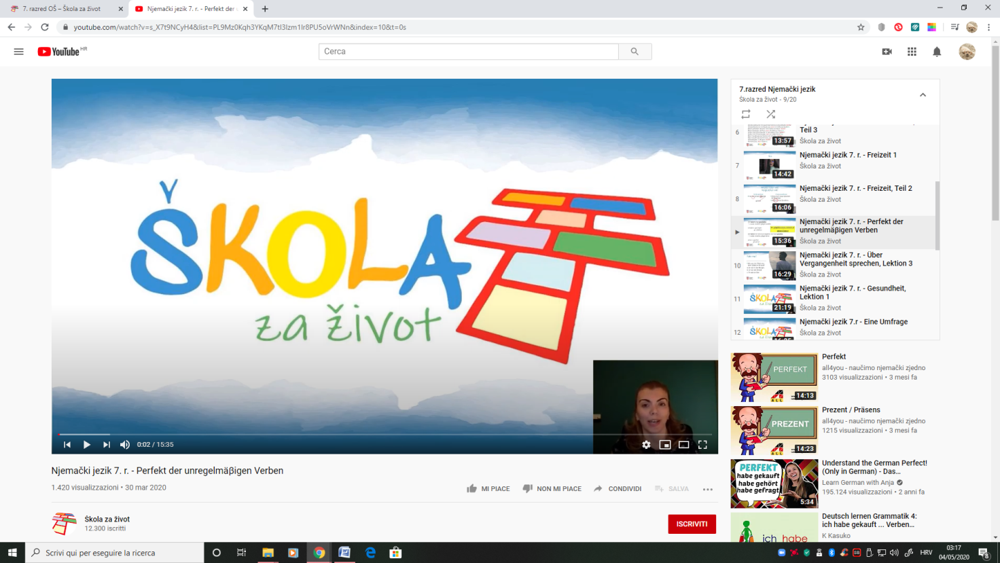 7. razred OŠ – Škola za život
Njemački jezik 7. r. - Perfekt der
youtube.com/watch?v=s_X7t9NCyH4&list=PL9Mz0Kqh3YKqM7tl3Izm1Ir8PU5oVrWNn&index=10&t=0s
YouTube HR
Cerca
ŠKOLA
za život
0:02 / 15:35
Njemački jezik 7. r. - Perfekt der unregelmäβigen Verben
1.420 visualizzazioni • 30 mar 2020
MI PIACE
NON MI PIACE
CONDIVIDI
SALVA
Škola za život
12.300 iscritti
ISCRIVITI
7.razred Njemački jezik
Škola za život - 9/20
6
Teil 3
Škola za život
13:57
7
Njemački jezik 7. r. - Freizeit 1
Škola za život
14:42
8
Njemački jezik 7. r. - Freizeit, Teil 2
Škola za život
16:06
Njemački jezik 7. r. - Perfekt der
unregelmäβigen Verben
Škola za život
15:36
10
Njemački jezik 7. r. - Über
Vergangenheit sprechen, Lektion 3
Škola za život
16:29
11
Njemački jezik 7. r. - Gesundheit,
Lektion 1
Škola za život
ŠKOLA
za život
21:19
12
Njemački jezik 7.r - Eine Umfrage
Škola za život
ŠKOLA
PERFEKT
14:13
Perfekt
all4you - naučimo njemački zjedno
3103 visualizzazioni • 3 mesi fa
PREZENT
14:23
Prezent / Präsens
all4you - naučimo njemački zjedno
1215 visualizzazioni • 3 mesi fa
PERFEKT
habe gekauft
habe gehört
habe gefragt
5:34
Understand the German Perfect!
(Only in German) - Das...
Learn German with Anja
195.124 visualizzazioni • 2 anni fa
ich habe
Deutsch lernen Grammatik 4:
ich habe gekauft ... Verben...
K Kasuko
Scrivi qui per eseguire la ricerca
HRV
03:17
04/05/2020
8